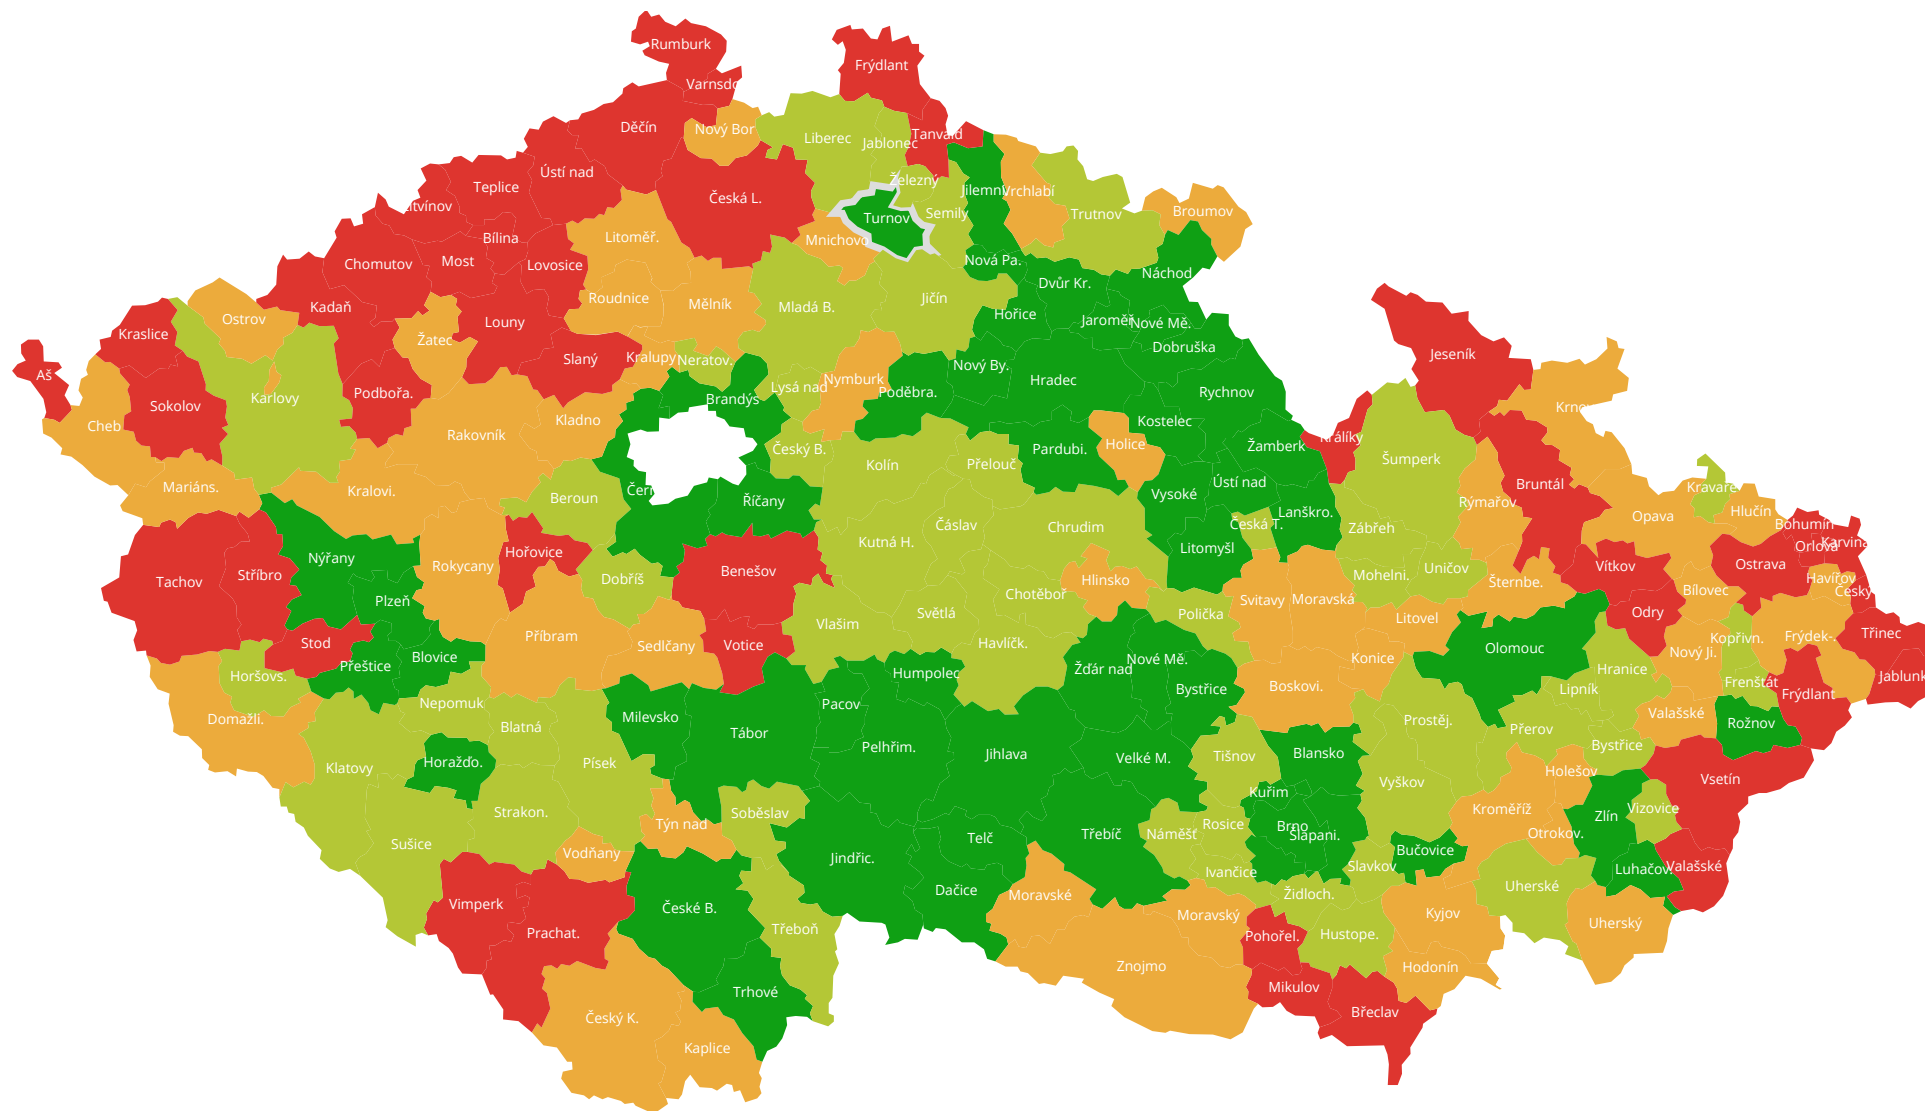 Rumburk
Frýdlant
Varnsdo
Děčín
Nový Bor
Liberec
Jablonec
Tanvald
Ústí nad
Teplice
Železný
Jilemni
Vrchlabí
Česká L.
Litvínov
Turnov
Semily
Trutnov
Broumov
Bílina
Litoměř.
Mnichovo
Chomutov
Most
Lovosice
Nová Pa.
Náchod
Dvůr Kr.
Kadaň
Roudnice
Mělník
Mladá B.
Jičín
Ostrov
Louny
Hořice
Jaroměř
Nové Mě.
Kraslice
Žatec
Dobruška
Slaný
Kralupy
Neratov.
Jeseník
Aš
Nový By.
Lysá nad
Nymburk
Hradec
Podbořa.
Poděbra.
Rychnov
Karlovy
Brandýs
Sokolov
Krnov
Cheb
Kladno
Kostelec
Rakovník
Králíky
Holice
Žamberk
Český B.
Pardubi.
Šumperk
Kolín
Přelouč
Mariáns.
Kralovi.
Čern
Ústí nad
Bruntál
Kravaře
Beroun
Říčany
Vysoké
Rýmařov
Lanškro.
Hlučín
Opava
Čáslav
Chrudim
Česká T.
Zábřeh
Bohumín
Kutná H.
Litomyšl
Orlová
Karviná
Nýřany
Hořovice
Rokycany
Benešov
Vítkov
Ostrava
Uničov
Tachov
Stříbro
Dobříš
Hlinsko
Mohelni.
Šternbe.
Havířov
Chotěboř
Bílovec
Český
Plzeň
Svitavy
Moravská
Světlá
Polička
Odry
Litovel
Vlašim
Příbram
Třinec
Frýdek-.
Kopřivn.
Stod
Votice
Sedlčany
Havlíčk.
Olomouc
Nový Ji.
Blovice
Nové Mě.
Konice
Přeštice
Žďár nad
Hranice
Humpolec
Horšovs.
Jablunk
Frenštát
Boskovi.
Bystřice
Lipník
Frýdlant
Nepomuk
Pacov
Milevsko
Valašské
Domažli.
Prostěj.
Rožnov
Blatná
Přerov
Tábor
Pelhřim.
Bystřice
Jihlava
Blansko
Tišnov
Velké M.
Horažďo.
Písek
Klatovy
Holešov
Vsetín
Vyškov
Kuřim
Kroměříž
Vizovice
Strakon.
Soběslav
Zlín
Týn nad
Rosice
Brno
Šlapani.
Náměšť
Třebíč
Otrokov.
Telč
Sušice
Bučovice
Vodňany
Jindřic.
Slavkov
Valašské
Luhačov.
Ivančice
Uherské
Dačice
Moravské
Židloch.
Vimperk
České B.
Kyjov
Moravský
Uherský
Třeboň
Prachat.
Hustope.
Pohořel.
Znojmo
Hodonín
Mikulov
Trhové
Břeclav
Český K.
Kaplice